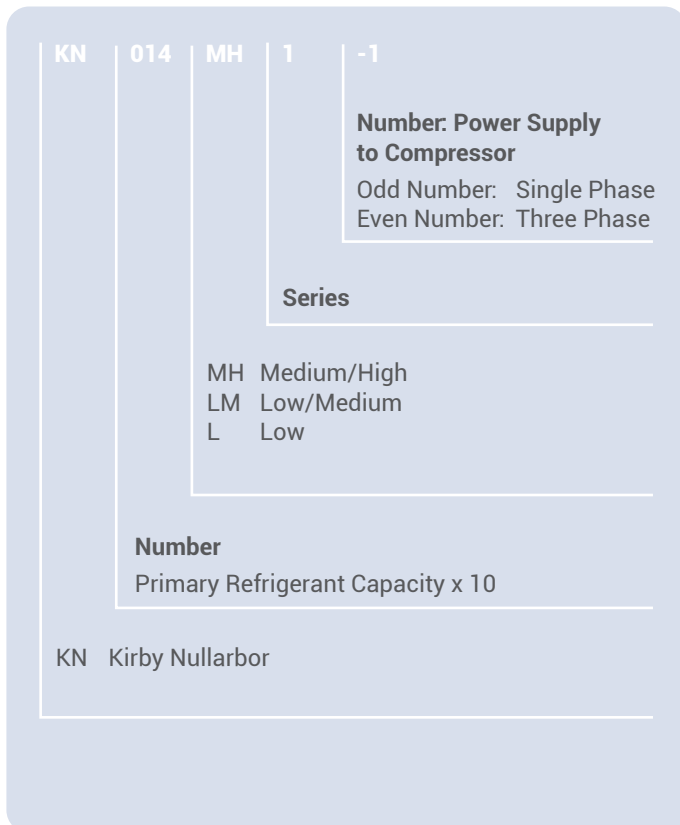 KN 014 MH 1 -1
Number: Power Supply
to Compressor
Odd Number: Single Phase
Even Number: Three Phase
Series
MH Medium/High
LM Low/Medium
L Low
Number
Primary Refrigerant Capacity x 10
KN Kirby Nullarbor